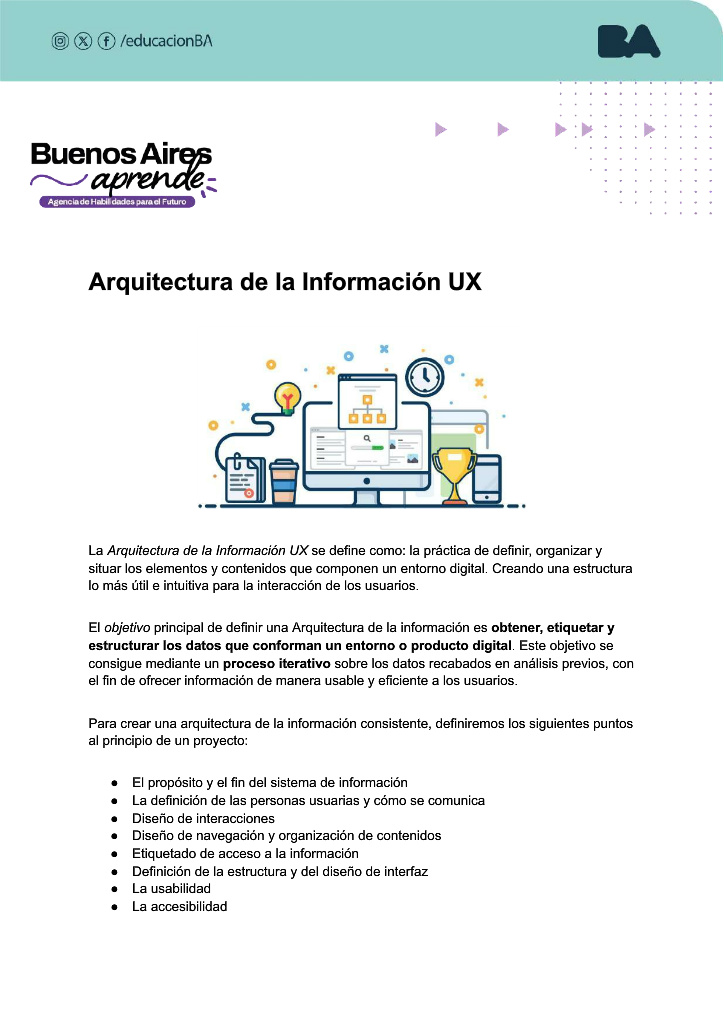 /educacionBA
BA
Buenos Aires
aprende
Agencia de Habilidades para el Futuro
Arquitectura de la Información UX
La Arquitectura de la Información UX se define como: la práctica de definir, organizar y
situar los elementos y contenidos que componen un entorno digital. Creando una estructura
lo más útil e intuitiva para la interacción de los usuarios.
El objetivo principal de definir una Arquitectura de la información es obtener, etiquetar y
estructurar los datos que conforman un entorno o producto digital. Este objetivo se
consigue mediante un proceso iterativo sobre los datos recabados en análisis previos, con
el fin de ofrecer información de manera usable y eficiente a los usuarios.
Para crear una arquitectura de la información consistente, definiremos los siguientes puntos
al principio de un proyecto:
● El propósito y el fin del sistema de información
● La definición de las personas usuarias y cómo se comunica
● Diseño de interacciones
● Diseño de navegación y organización de contenidos
● Etiquetado de acceso a la información
● Definición de la estructura y del diseño de interfaz
● La usabilidad
● La accesibilidad